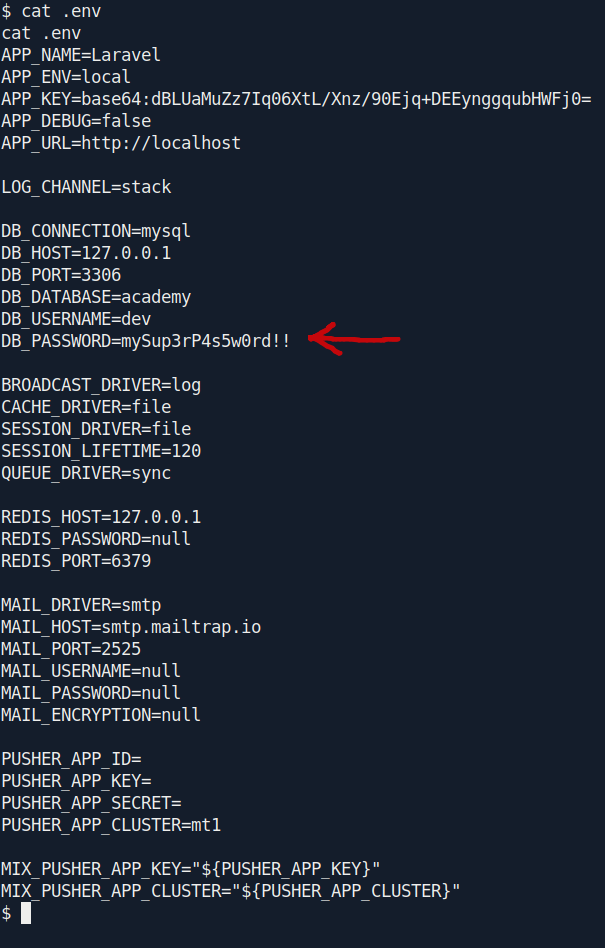 $ cat .env
cat .env
APP_NAME=Laravel
APP_ENV=local
APP_KEY=base64:dBLUaMuZz7Iq06XtL/Xnz/90Ejq+DEEynggqubHWFj0=
APP_DEBUG=false
APP_URL=http://localhost
LOG_CHANNEL=stack
DB_CONNECTION=mysql
DB_HOST=127.0.0.1
DB_PORT=3306
DB_DATABASE=academy
DB_USERNAME=dev
DB_PASSWORD=mySup3rP4s5w0rd!!
BROADCAST_DRIVER=log
CACHE_DRIVER=file
SESSION_DRIVER=file
SESSION_LIFETIME=120
QUEUE_DRIVER=sync
REDIS_HOST=127.0.0.1
REDIS_PASSWORD=null
REDIS_PORT=6379
MAIL_DRIVER=smtp
MAIL_HOST=smtp.mailtrap.io
MAIL_PORT=2525
MAIL_USERNAME=null
MAIL_PASSWORD=null
MAIL_ENCRYPTION=null
PUSHER_APP_ID=
PUSHER_APP_KEY=
PUSHER_APP_SECRET=
PUSHER_APP_CLUSTER=mt1
MIX_PUSHER_APP_KEY="${PUSHER_APP_KEY}"
MIX_PUSHER_APP_CLUSTER="${PUSHER_APP_CLUSTER}"
$